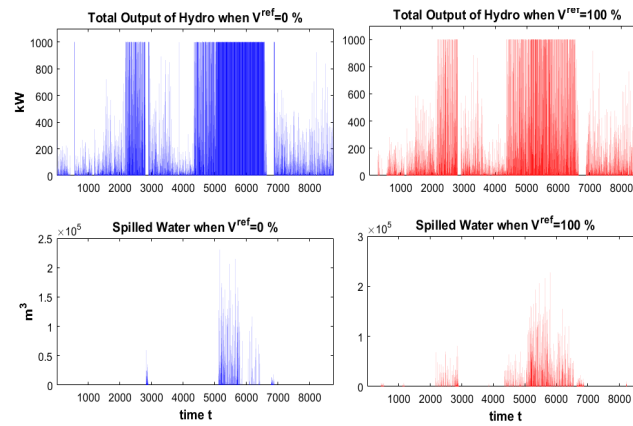 Total Output of Hydro when V^ref=0 %
Total Output of Hydro when V^ref=100 %
kW
1000
800
600
400
200
0
1000 2000 3000 4000 5000 6000 7000 8000
1000
800
600
400
200
0
1000 2000 3000 4000 5000 6000 7000 8000
Spilled Water when V^ref=0 %
Spilled Water when V^ref=100 %
×10^5
m^3
2.5
2
1.5
1
0.5
0
1000 2000 3000 4000 5000 6000 7000 8000
time t
×10^5
3
2
1
0
1000 2000 3000 4000 5000 6000 7000 8000
time t